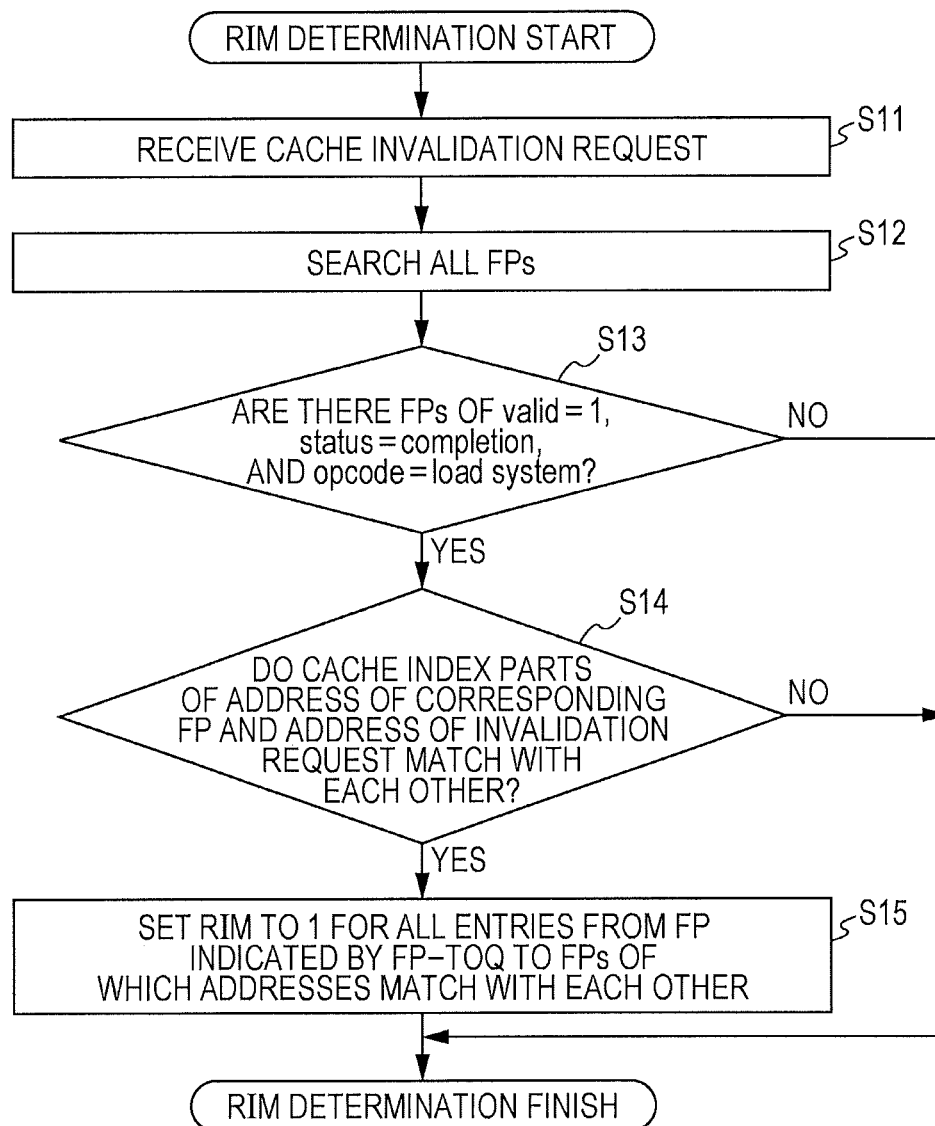 RIM DETERMINATION START
S11
RECEIVE CACHE INVALIDATION REQUEST
S12
SEARCH ALL FPs
S13
ARE THERE FPs OF valid=1,
status=completion,
AND opcode=load system?
NO
YES
S14
DO CACHE INDEX PARTS
OF ADDRESS OF CORRESPONDING
FP AND ADDRESS OF INVALIDATION
REQUEST MATCH WITH
EACH OTHER?
NO
YES
S15
SET RIM TO 1 FOR ALL ENTRIES FROM FP
INDICATED BY FP-TOQ TO FPs OF
WHICH ADDRESSES MATCH WITH EACH OTHER
RIM DETERMINATION FINISH